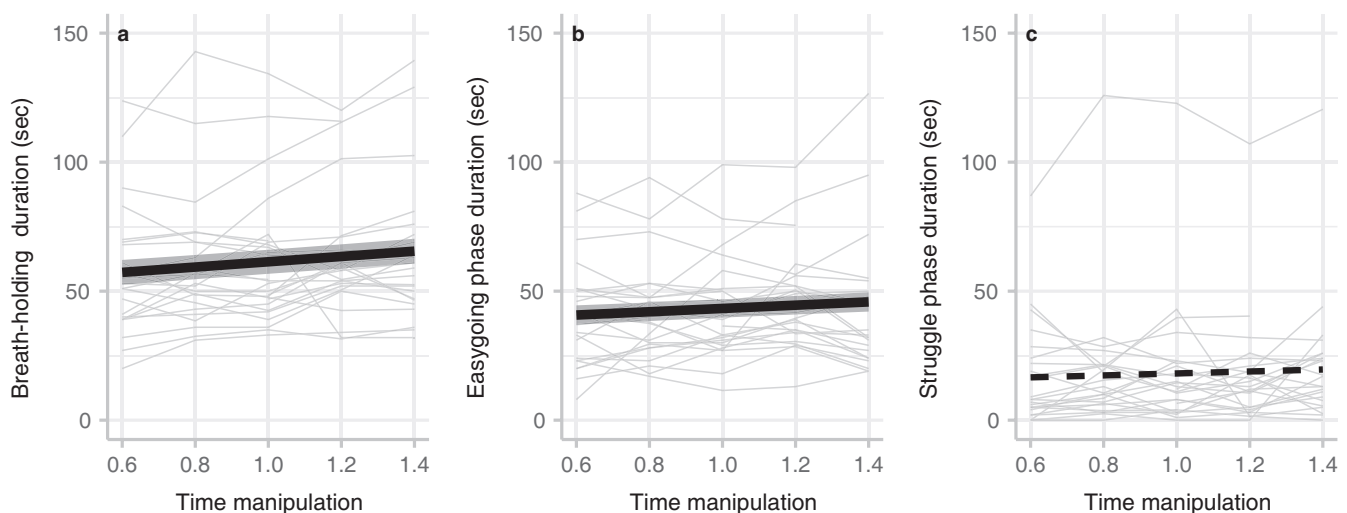 a
Breath-holding duration (sec)
150
100
50
0
0.6 0.8 1.0 1.2 1.4
Time manipulation
b
Easygoing phase duration (sec)
150
100
50
0
0.6 0.8 1.0 1.2 1.4
Time manipulation
c
Struggle phase duration (sec)
150
100
50
0
0.6 0.8 1.0 1.2 1.4
Time manipulation